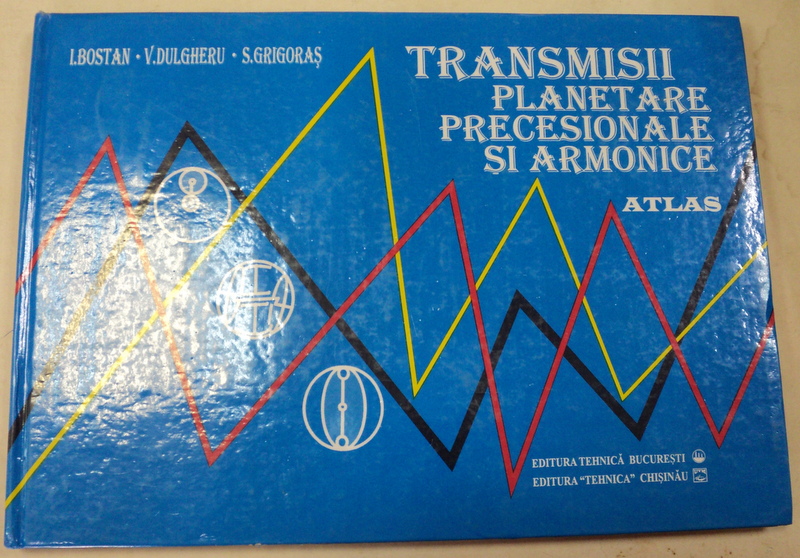 I.BOSTAN · V.DULGHERU · S.GRIGORAȘ
TRANSMISII
PLANETARE
PRECESIONALE
ȘI ARMONICE
ATLAS
EDITURA TEHNICĂ BUCUREȘTI
EDITURA "TEHNICA" CHIȘINĂU